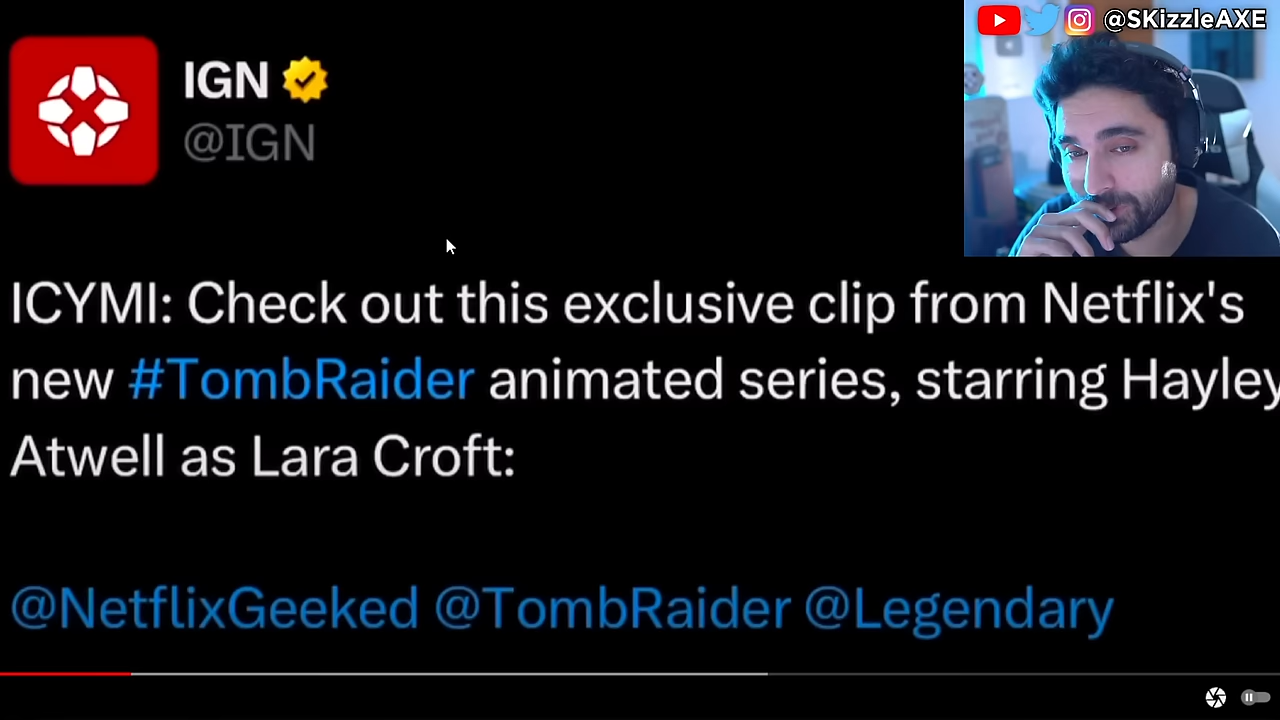 @SKizzleAXE
IGN
@IGN
ICYMI: Check out this exclusive clip from Netflix's
new #TombRaider animated series, starring Hayley
Atwell as Lara Croft:
@NetflixGeeked @TombRaider @Legendary